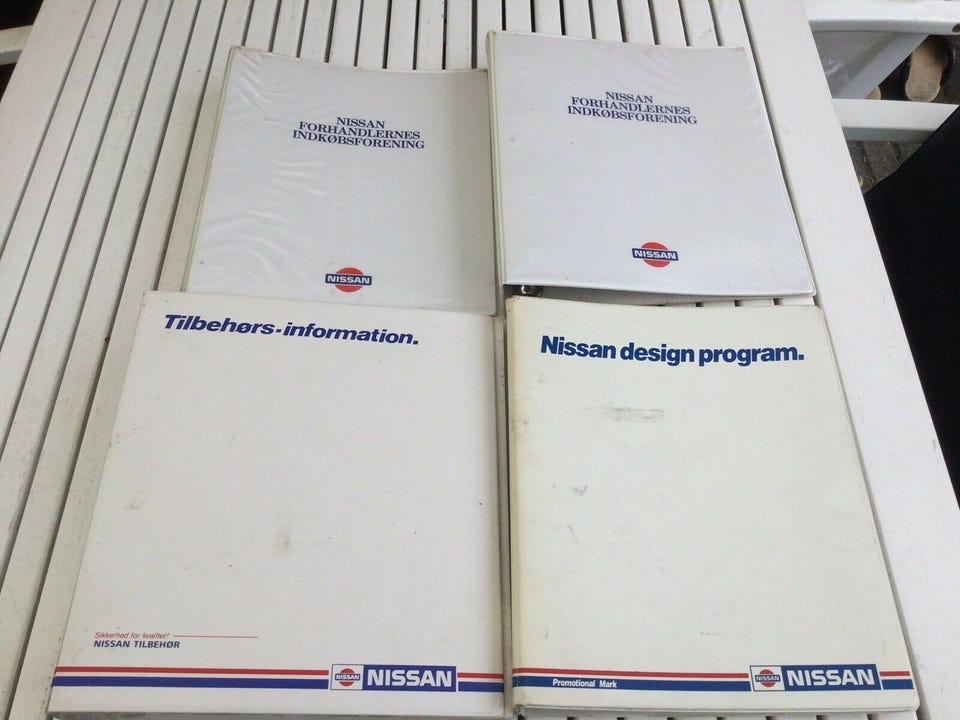 NISSAN
FORHANDLERNES
INDKØBSFORENING
NISSAN
NISSAN
FORHANDLERNES
INDKØBSFORENING
NISSAN
Tilbehørs-information.
Sikkerhed for kvalitet!
NISSAN TILBEHØR
NISSAN NISSAN
Nissan design program.
Promotional Mark
NISSAN NISSAN